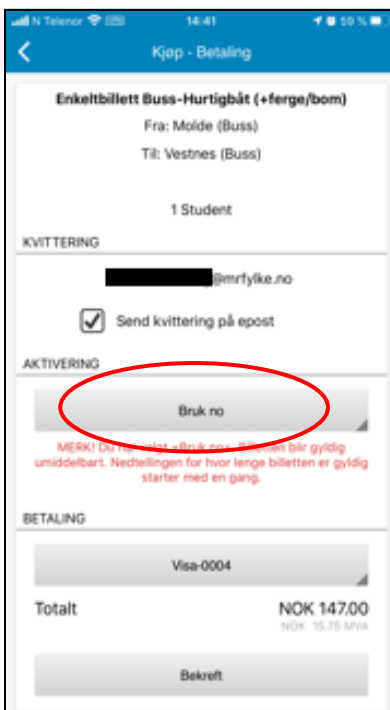 N Telenor 14:41 59 %
Kjøp - Betaling
Enkeltbillett Buss-Hurtigbåt (+ferge/bom)
Fra: Molde (Buss)
Til: Vestnes (Buss)
1 Student
KVITTERING
@mrfylke.no
Send kvittering på epost
AKTIVERING
Bruk no
MERK! Du har valgt «Bruk no». Billetten blir gyldig
umiddelbart. Nedtellingen for hvor lenge billetten er gyldig
starter med en gang.
BETALING
Visa-0004
Totalt NOK 147.00
NOK 15.75 MVA
Bekreft